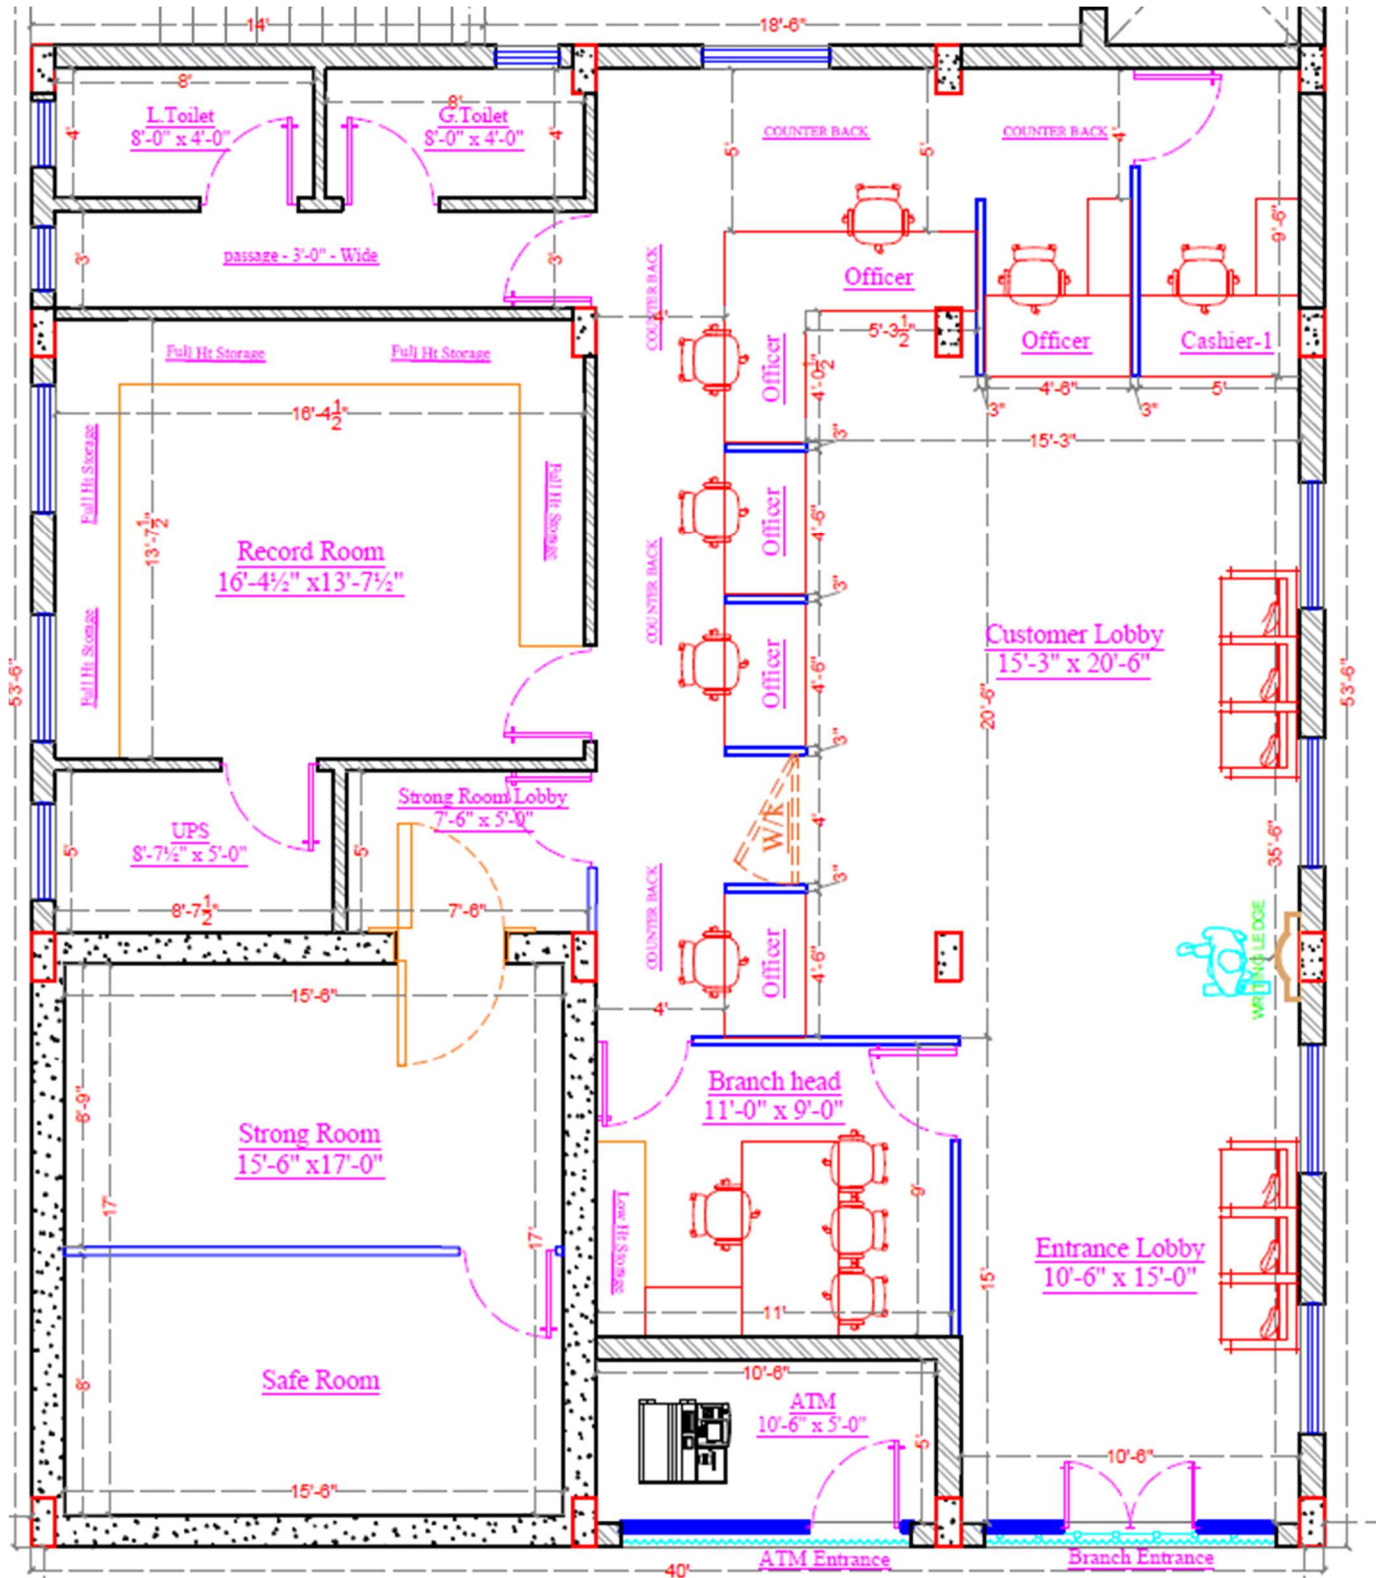 14'
18'-6"
8'
8'
L.Toilet
8'-0" x 4'-0"
G.Toilet
8'-0" x 4'-0"
4'
4'
COUNTER BACK
COUNTER BACK
5'
5'
4'
passage - 3'-0" - Wide
3'
3'
COUNTER BACK
4'
Officer
9'-6"
5'-3½"
Officer
Cashier-1
Full Ht Storage
Full Ht Storage
Officer
4'-0½"
3"
4'-6"
3"
5'
16'-4½"
3"
15'-3"
Full Ht Storage
13'-7½"
Full Ht Storage
Officer
4'-6"
Record Room
16'-4½" x13'-7½"
COUNTER BACK
3"
Full Ht Storage
Officer
4'-6"
Customer Lobby
15'-3" x 20'-6"
53'-6"
53'-6"
20'-6"
3"
Strong Room Lobby
7'-6" x 5'-0"
UPS
8'-7½" x 5'-0"
5'
5'
W/F
4'
35'-6"
3"
8'-7½"
7'-6"
COUNTER BACK
Officer
4'-6"
WRITING LEDGE
15'-6"
4'
8'-9"
Branch head
11'-0" x 9'-0"
Strong Room
15'-6" x17'-0"
17'
17'
9'
Low Ht Storage
Entrance Lobby
10'-6" x 15'-0"
15'
11'
Safe Room
8'
10'-6"
ATM
10'-6" x 5'-0"
5'
10'-6"
15'-6"
ATM Entrance
Branch Entrance
40'